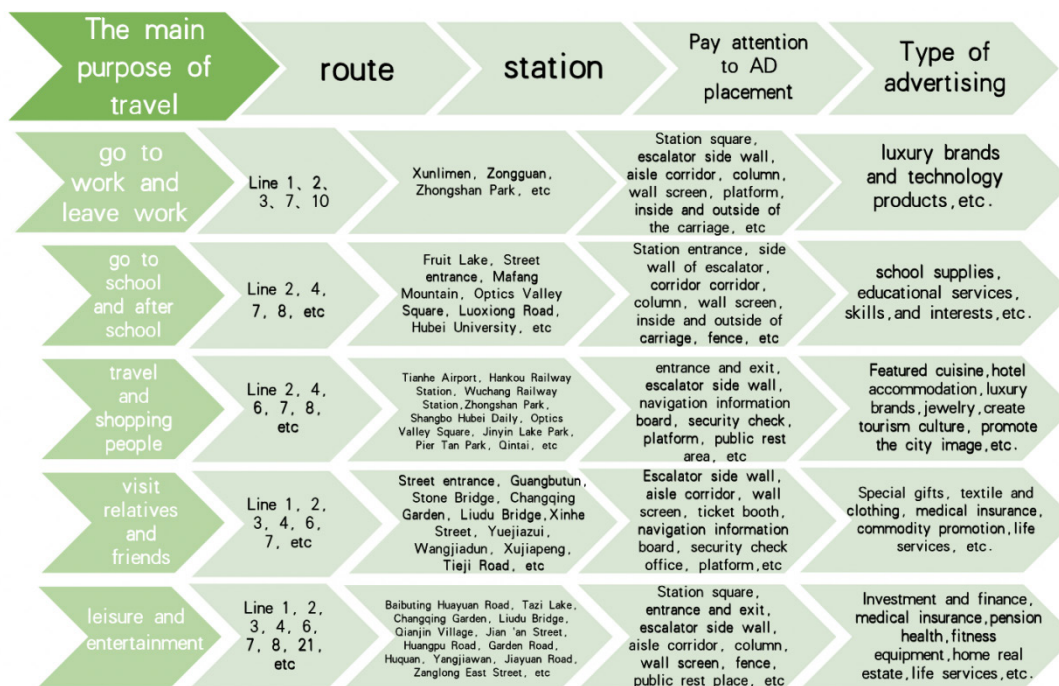 The main
purpose of
travel
route
station
Pay attention
to AD
placement
Type of
advertising
go to
work and
leave work
Line 1、2、
3、7、10
Xunlimen, Zongguan,
Zhongshan Park, etc
Station square,
escalator side wall,
aisle corridor, column,
wall screen, platform,
inside and outside of
the carriage, etc
luxury brands
and technology
products, etc.
go to
school
and after
school
Line 2, 4,
7, 8, etc
Fruit Lake, Street
entrance, Mafang
Mountain, Optics Valley
Square, Luoxiong Road,
Hubei University, etc
Station entrance, side
wall of escalator,
corridor corridor,
column, wall screen,
inside and outside of
carriage, fence, etc
school supplies,
educational services,
skills, and interests, etc.
travel
and
shopping
people
Line 2, 4,
6, 7, 8,
etc
Tianhe Airport, Hankou Railway
Station, Wuchang Railway
Station,Zhongshan Park,
Shangbo Hubei Daily, Optics
Valley Square, Jinyin Lake Park,
Pier Tan Park, Qintai, etc
entrance and exit,
escalator side wall,
navigation information
board, security check,
platform, public rest
area, etc
Featured cuisine,hotel
accommodation, luxury
brands, jewelry, create
tourism culture, promote
the city image, etc.
visit
relatives
and
friends
Line 1, 2,
3, 4, 6,
7, etc
Street entrance, Guangbutun,
Stone Bridge, Changqing
Garden, Liudu Bridge,Xinhe
Street, Yuejiazui,
Wangjiadun, Xujiapeng,
Tieji Road, etc
Escalator side wall,
aisle corridor, wall
screen, ticket booth,
navigation information
board, security check
office, platform,etc
Special gifts, textile and
clothing, medical insurance,
commodity promotion, life
services, etc.
leisure and
entertainment
Line 1, 2,
3, 4, 6,
7, 8, 21,
etc
Baibuting Huayuan Road, Tazi Lake,
Changqing Garden, Liudu Bridge,
Qianjin Village, Jian 'an Street,
Huangpu Road, Garden Road,
Huquan, Yangjiawan, Jiayuan Road,
Zanglong East Street, etc
Station square,
entrance and exit,
escalator side wall,
aisle corridor, column,
wall screen, fence,
public rest place, etc
Investment and finance,
medical insurance, pension
health, fitness
equipment, home real
estate, life services, etc.